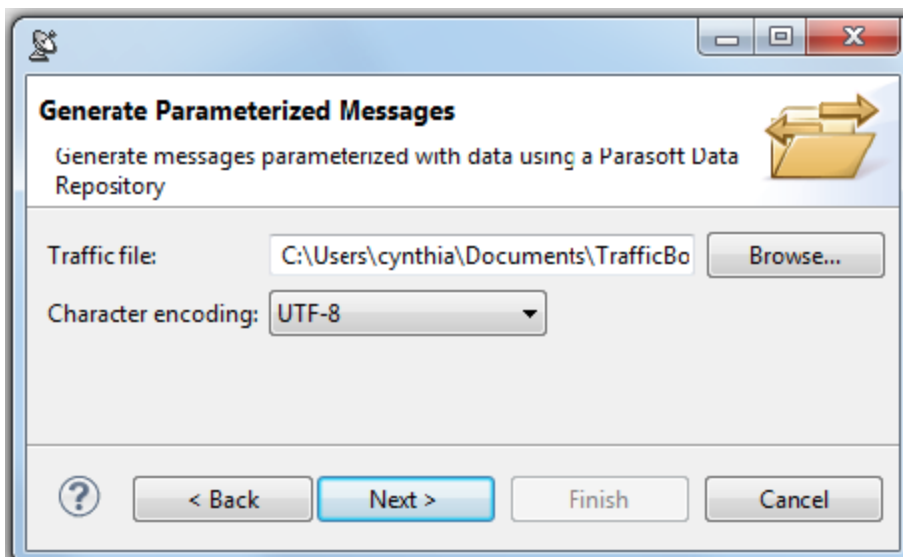 Generate Parameterized Messages
Generate messages parameterized with data using a Parasoft Data
Repository
Traffic file: C:\Users\cynthia\Documents\TrafficBo Browse...
Character encoding: UTF-8
? < Back Next > Finish Cancel